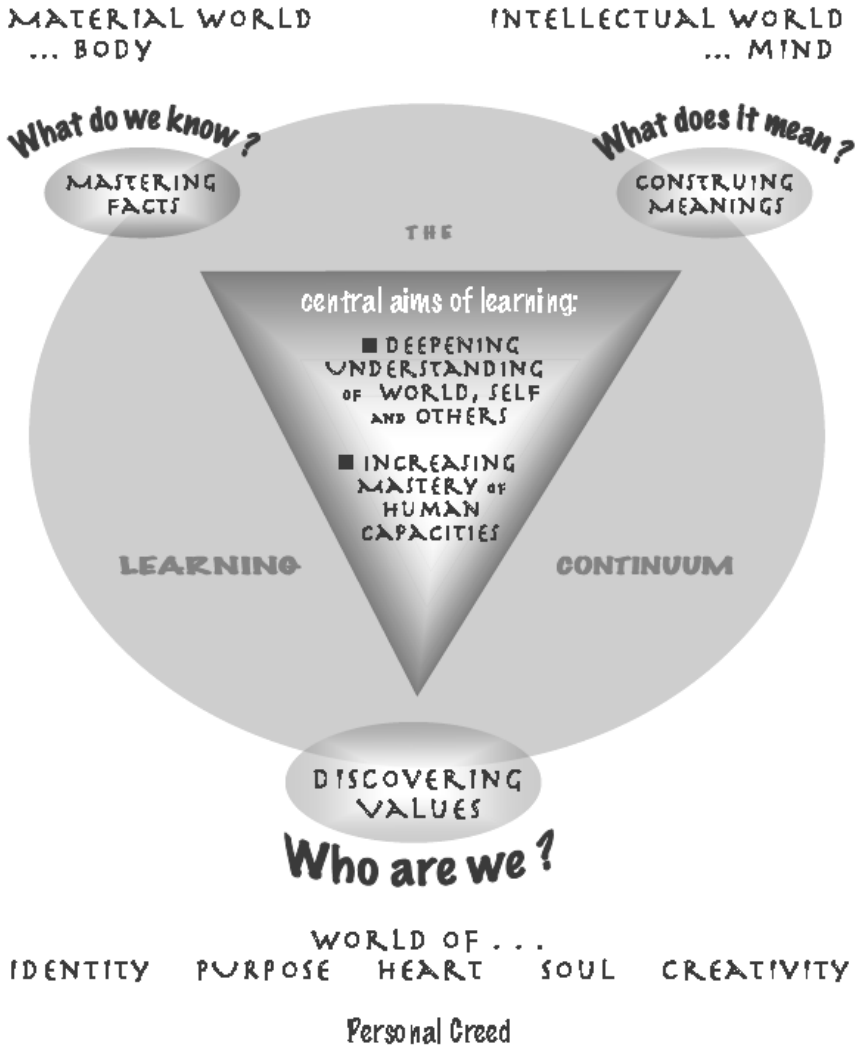 MATERIAL WORLD
... BODY
INTELLECTUAL WORLD
... MIND
What do we know?
MASTERING
FACTS
What does it mean?
CONSTRUING
MEANINGS
THE
central aims of learning:
■ DEEPENING
UNDERSTANDING
OF WORLD, SELF
AND OTHERS
■ INCREASING
MASTERY OF
HUMAN
CAPACITIES
LEARNING
CONTINUUM
DISCOVERING
VALUES
Who are we?
WORLD OF . . .
IDENTITY PURPOSE HEART SOUL CREATIVITY
Personal Creed